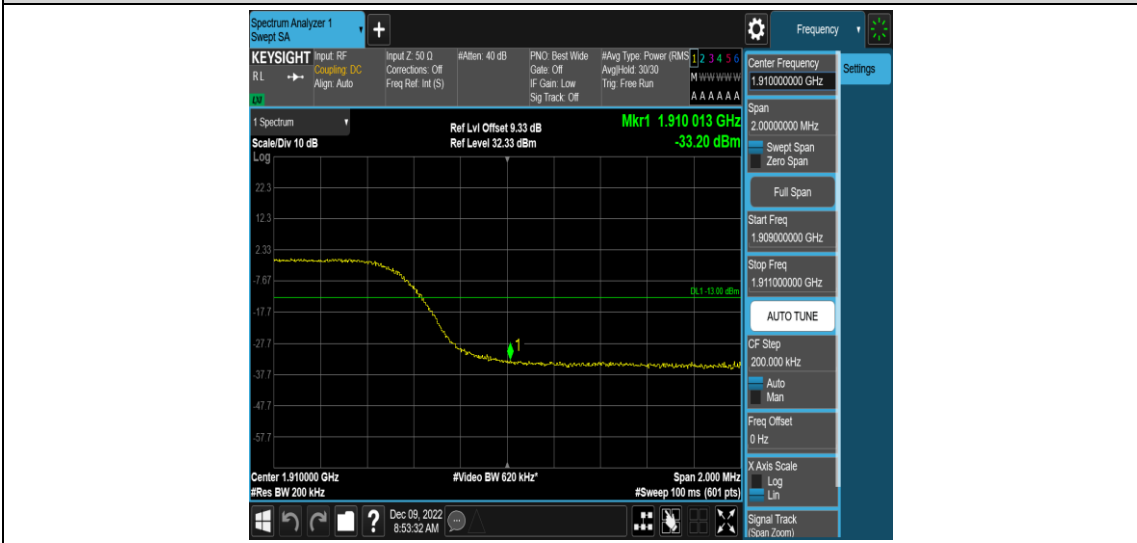 Spectrum Analyzer 1
Swept SA
Frequency
KEYSIGHT
RL
Input: RF
Coupling: DC
Align: Auto
Input Z: 50 Ω
Corrections: Off
Freq Ref: Int (S)
#Atten: 40 dB
PNO: Best Wide
Gate: Off
IF Gain: Low
Sig Track: Off
#Avg Type: Power (RMS
Avg|Hold: 30/30
Trig: Free Run
1 2 3 4 5 6
M W W W W W
A A A A A A
1 Spectrum
Scale/Div 10 dB
Log
Ref Lvl Offset 9.33 dB
Ref Level 32.33 dBm
Mkr1 1.910 013 GHz
-33.20 dBm
22.3
12.3
2.33
-7.67
-17.7
-27.7
-37.7
-47.7
-57.7
DL1 -13.00 dBm
1
Center 1.910000 GHz
#Res BW 200 kHz
#Video BW 620 kHz*
Span 2.000 MHz
#Sweep 100 ms (601 pts)
Dec 09, 2022
8:53:32 AM
?
Center Frequency
1.910000000 GHz
Settings
Span
2.00000000 MHz
Swept Span
Zero Span
Full Span
Start Freq
1.909000000 GHz
Stop Freq
1.911000000 GHz
AUTO TUNE
CF Step
200.000 kHz
Auto
Man
Freq Offset
0 Hz
X Axis Scale
Log
Lin
Signal Track
(Span Zoom)